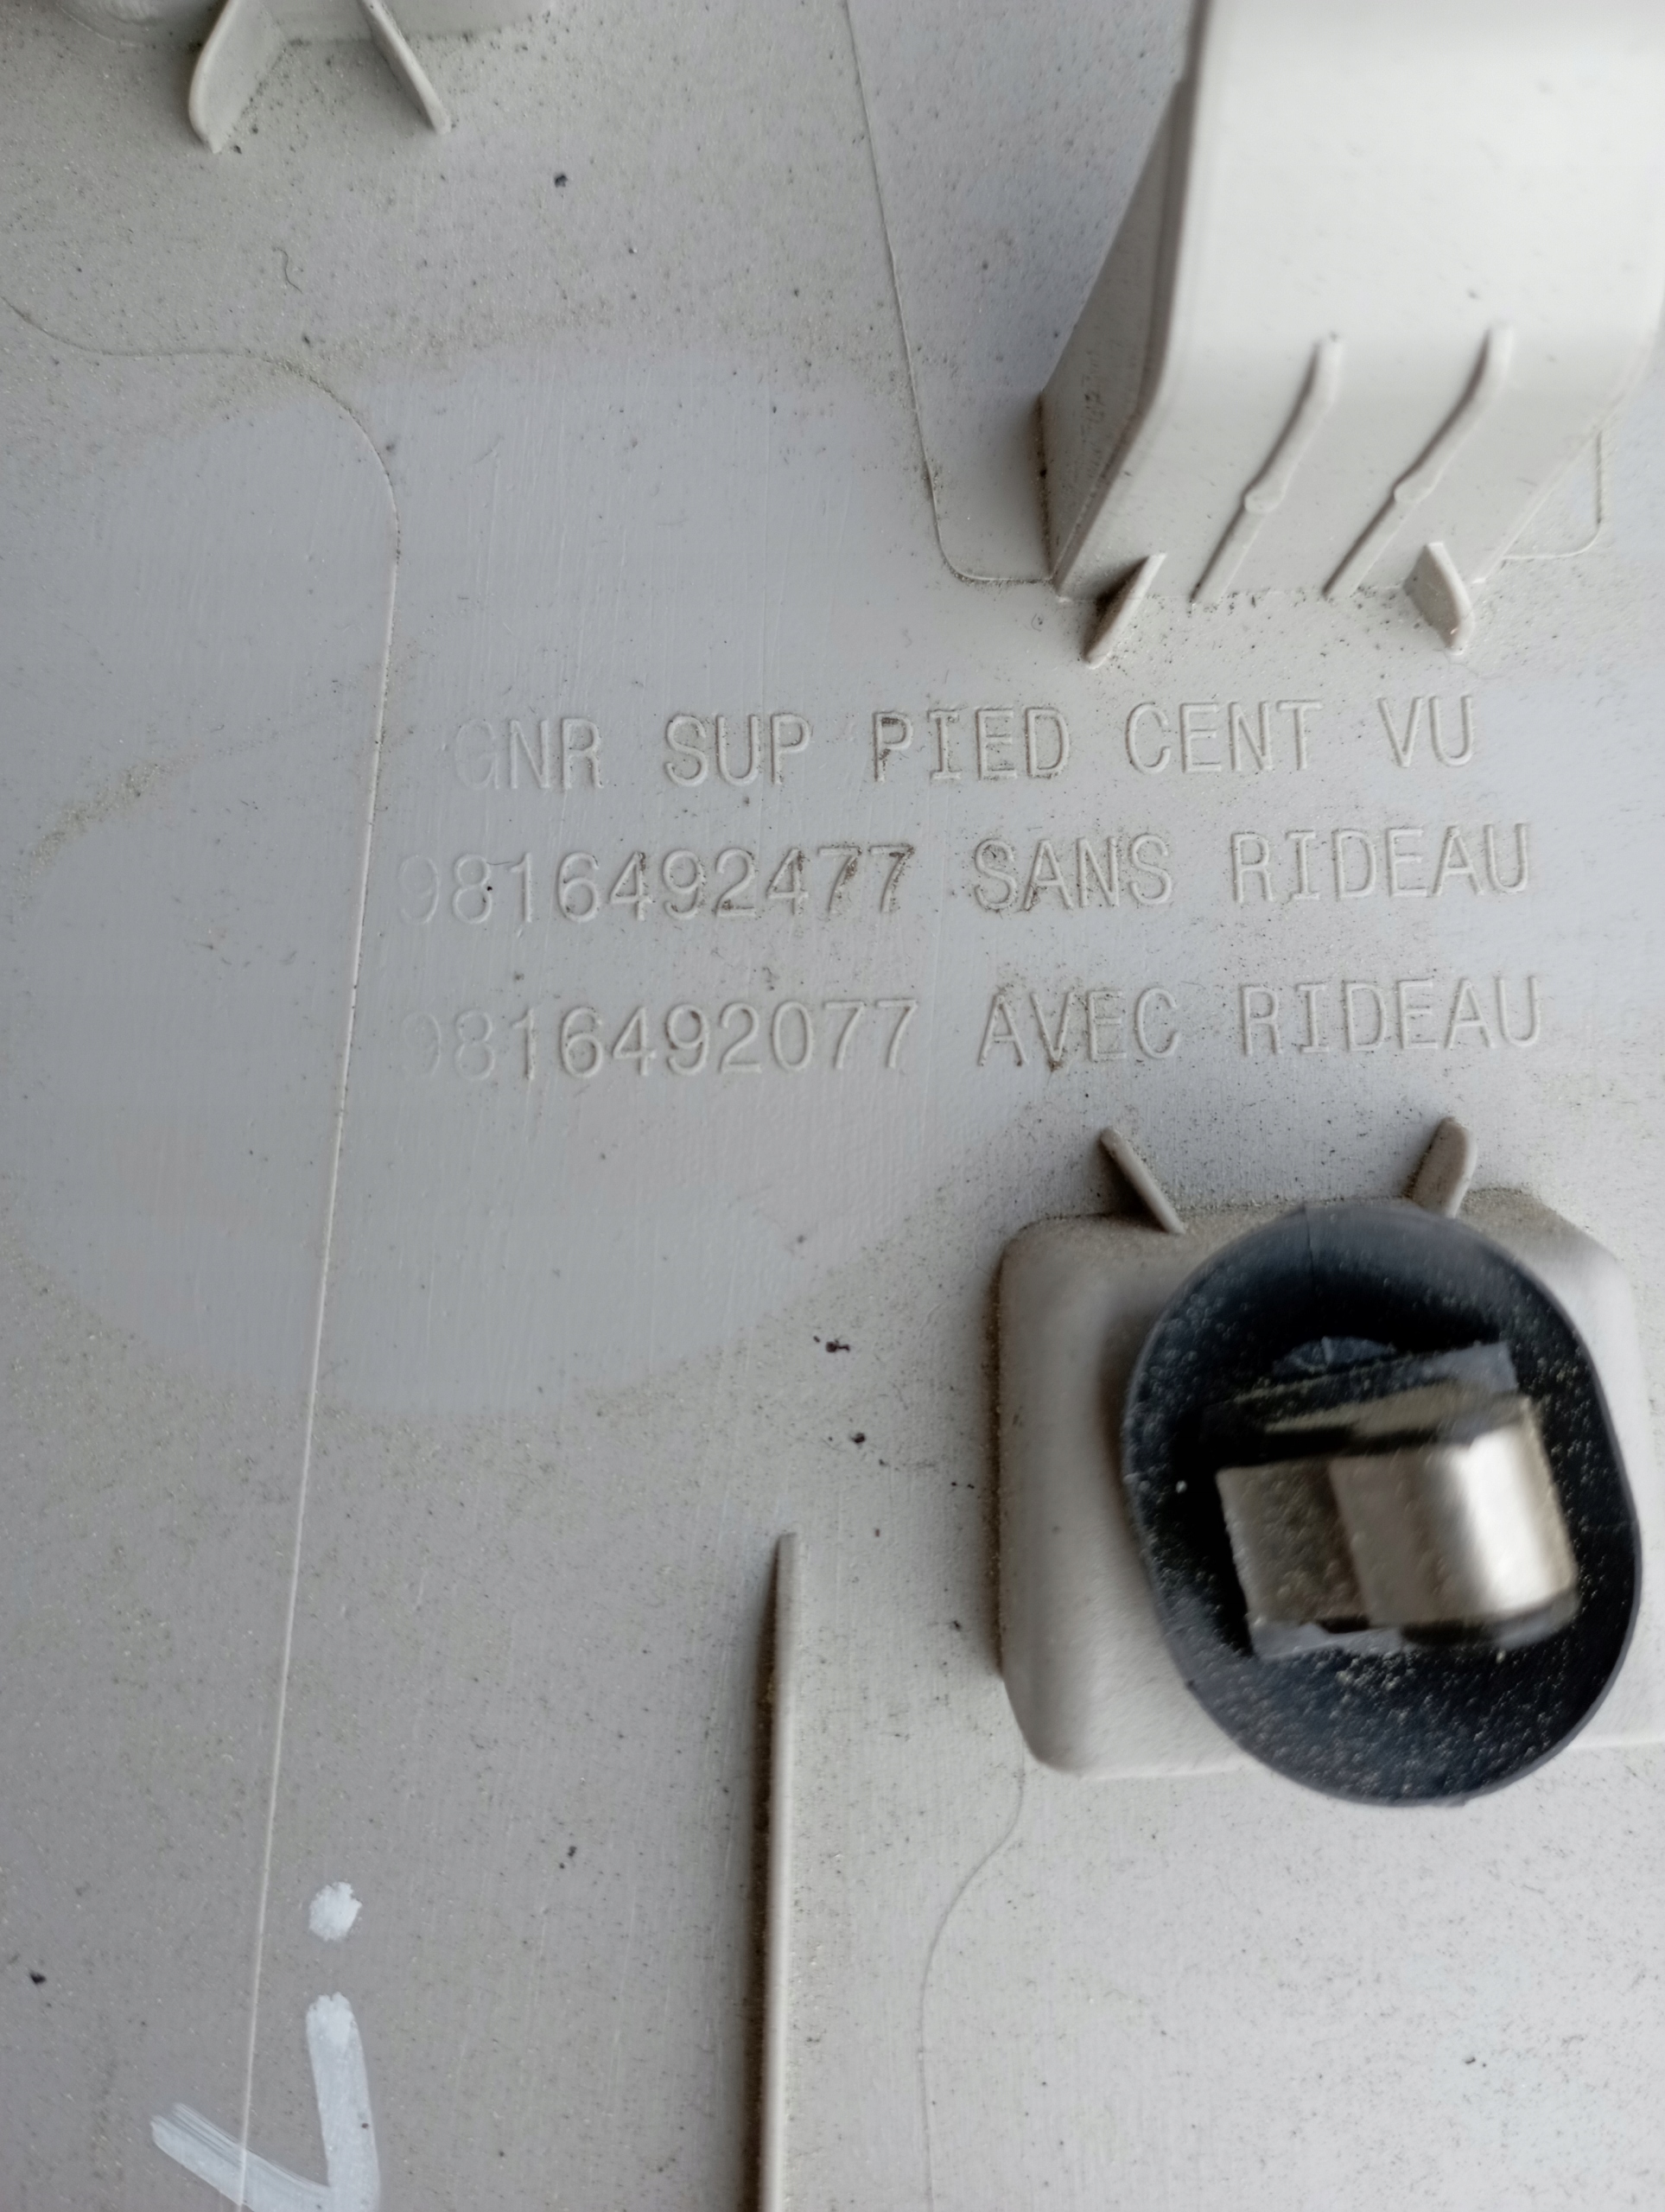 GNR SUP PIED CENT VU
9816492477 SANS RIDEAU
9816492077 AVEC RIDEAU